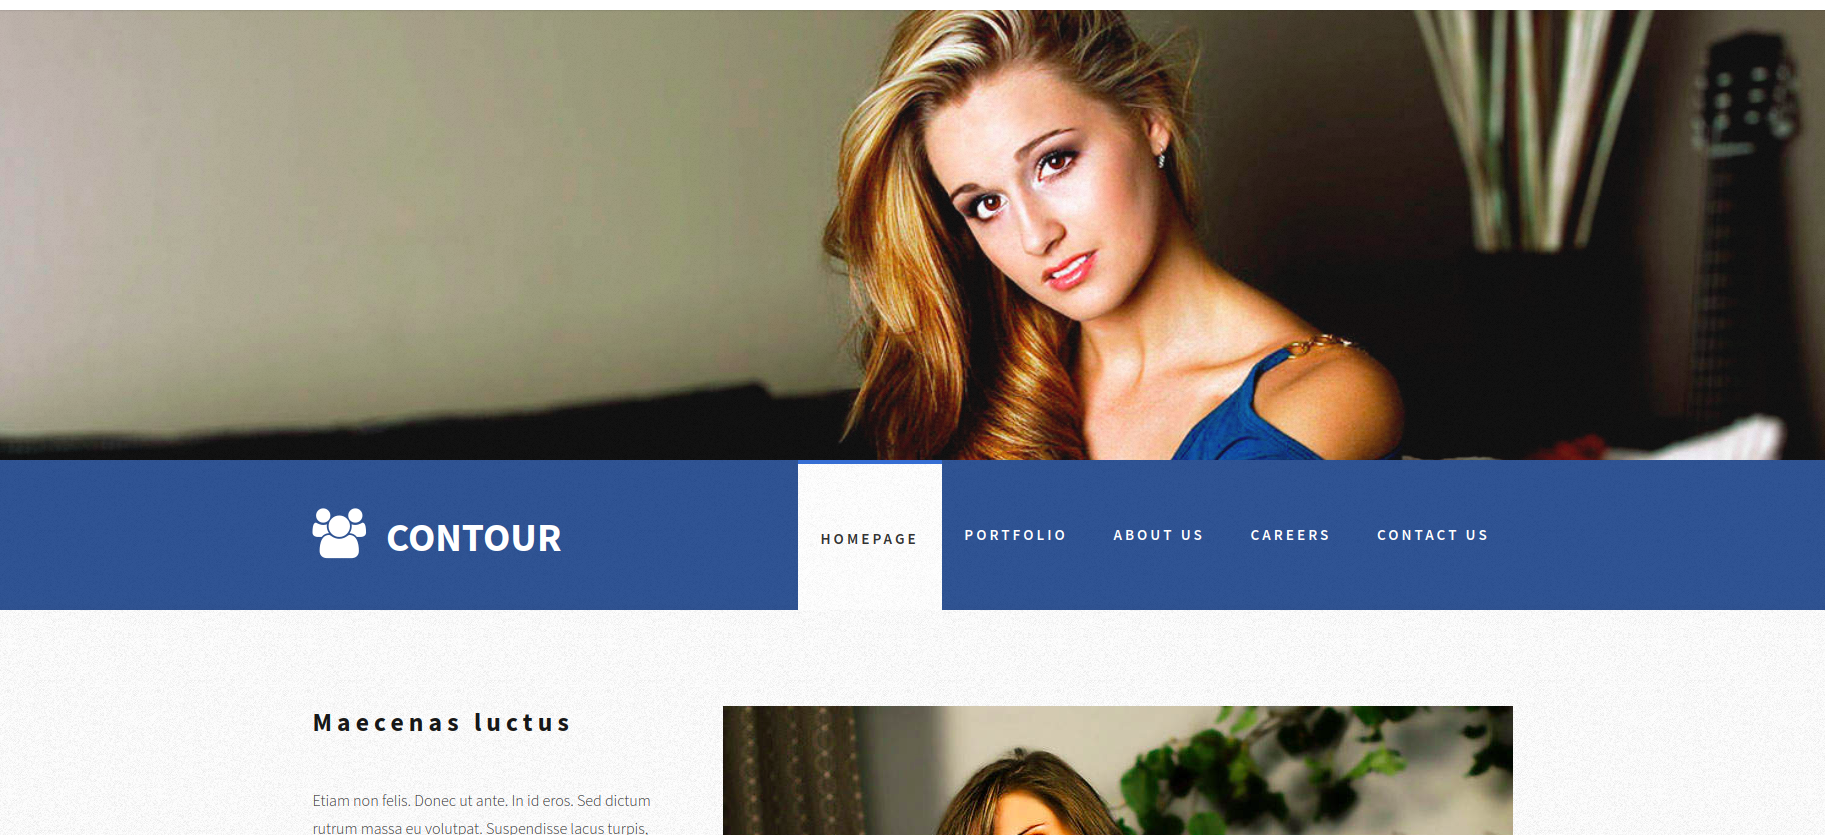 CONTOUR
HOMEPAGE
PORTFOLIO
ABOUT US
CAREERS
CONTACT US
Maecenas luctus
Etiam non felis. Donec ut ante. In id eros. Sed dictum
rutrum massa eu volutpat. Suspendisse lacus turpis,